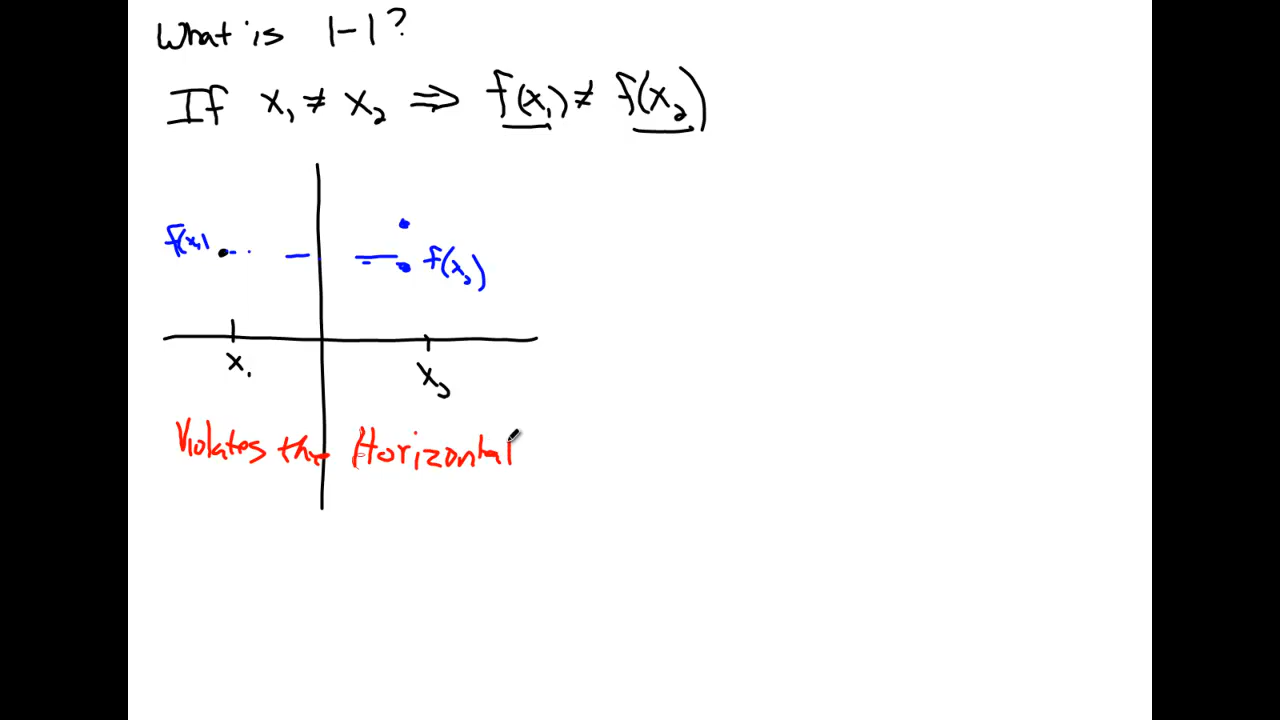 What is 1-1?
If x₁ ≠ x₂ ⇒ f(x₁) ≠ f(x₂)
f(x₁)
f(x₂)
x₁
x₂
Violates the Horizontal